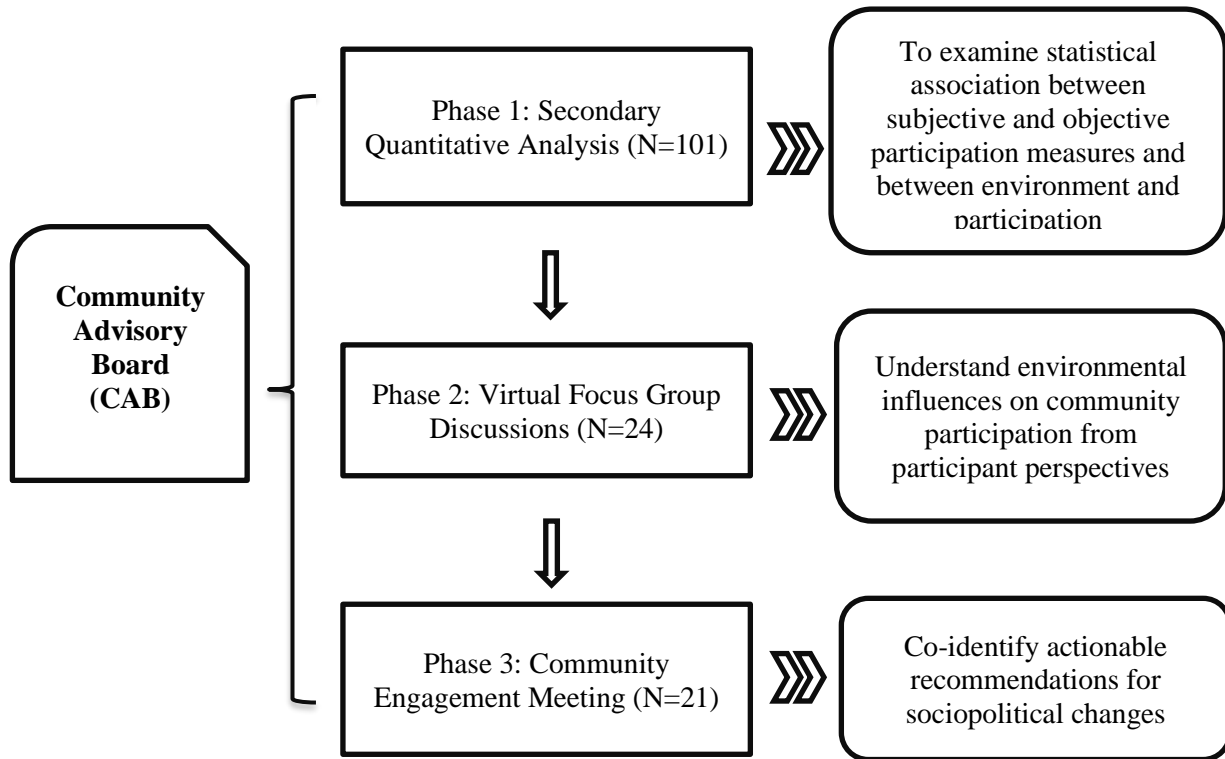 Community
Advisory
Board
(CAB)
Phase 1: Secondary
Quantitative Analysis (N=101)
To examine statistical
association between
subjective and objective
participation measures and
between environment and
participation
Phase 2: Virtual Focus Group
Discussions (N=24)
Understand environmental
influences on community
participation from
participant perspectives
Phase 3: Community
Engagement Meeting (N=21)
Co-identify actionable
recommendations for
sociopolitical changes